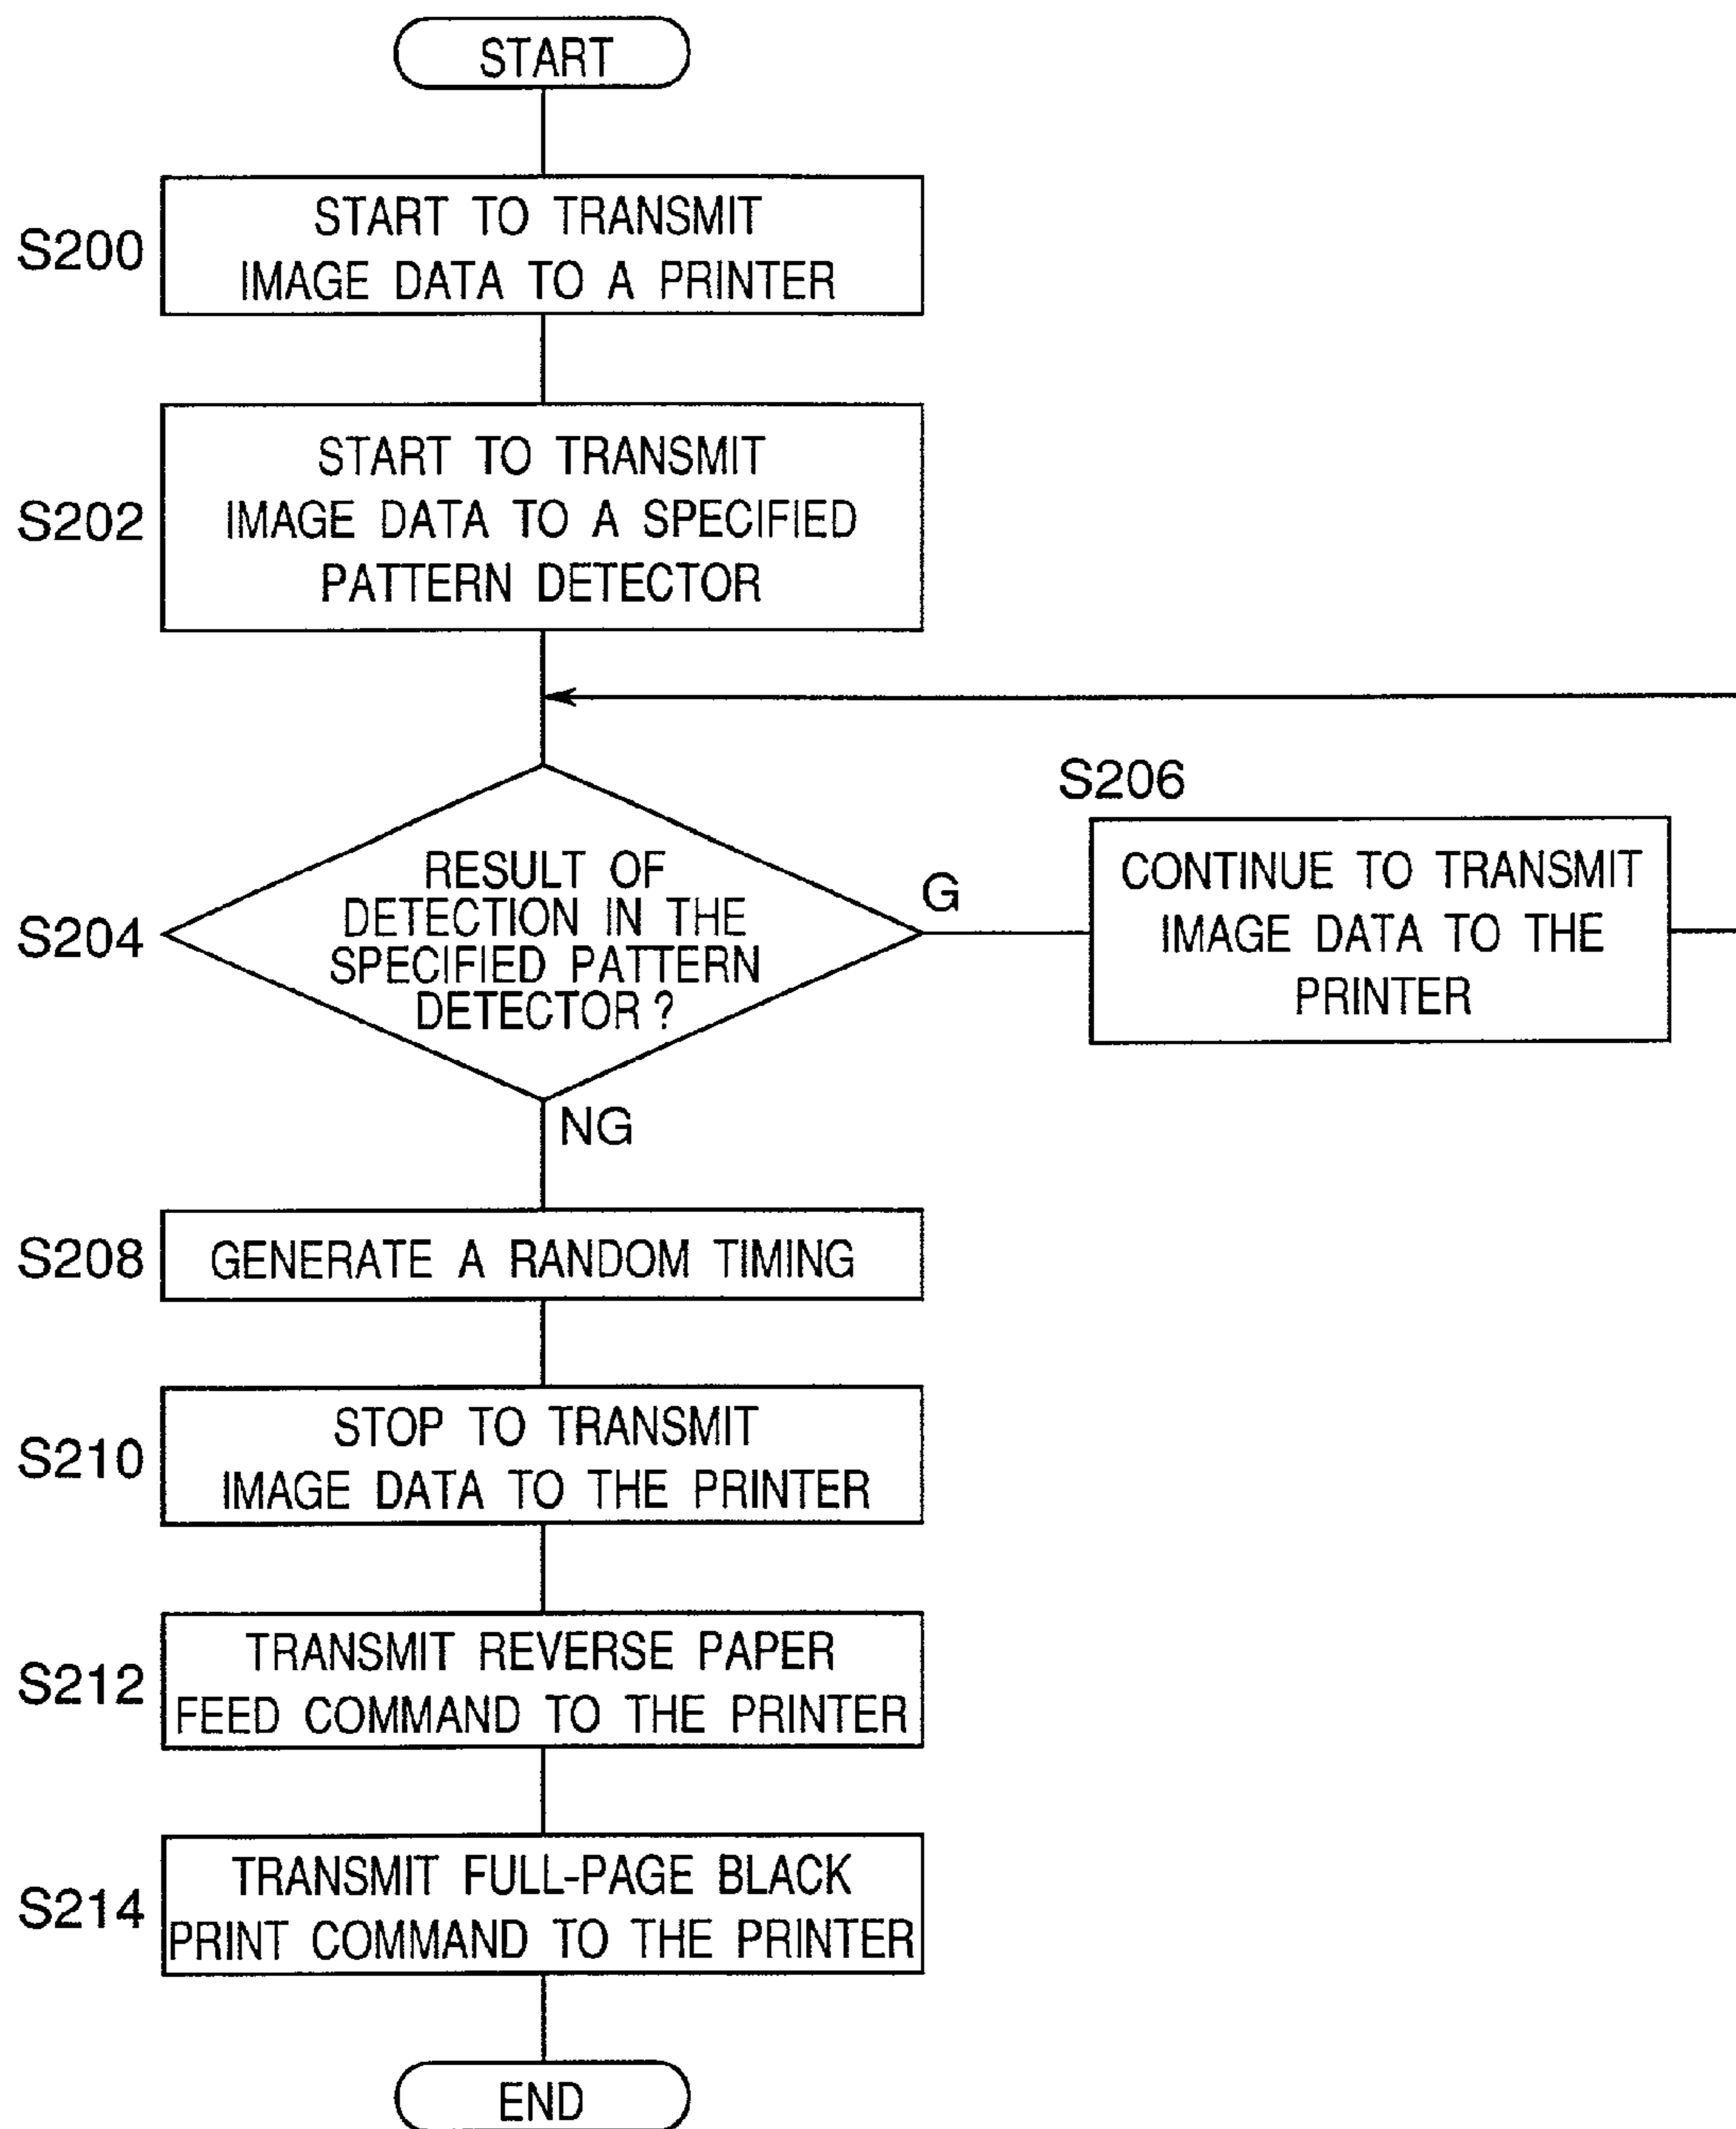 START
S200
START TO TRANSMIT
IMAGE DATA TO A PRINTER
S202
START TO TRANSMIT
IMAGE DATA TO A SPECIFIED
PATTERN DETECTOR
S204
RESULT OF
DETECTION IN THE
SPECIFIED PATTERN
DETECTOR ?
G
S206
CONTINUE TO TRANSMIT
IMAGE DATA TO THE
PRINTER
NG
S208
GENERATE A RANDOM TIMING
S210
STOP TO TRANSMIT
IMAGE DATA TO THE PRINTER
S212
TRANSMIT REVERSE PAPER
FEED COMMAND TO THE PRINTER
S214
TRANSMIT FULL-PAGE BLACK
PRINT COMMAND TO THE PRINTER
END